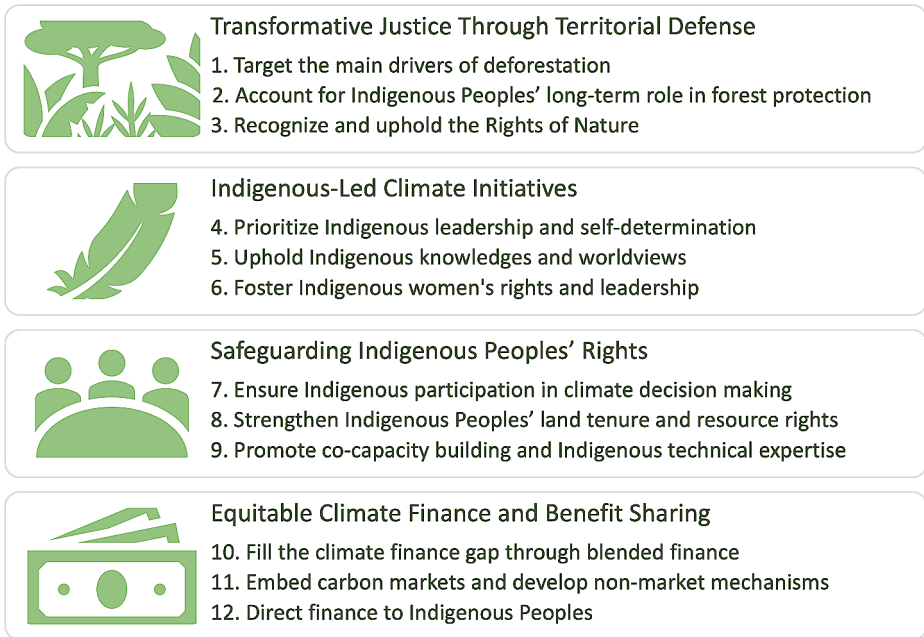 Transformative Justice Through Territorial Defense
1. Target the main drivers of deforestation
2. Account for Indigenous Peoples’ long-term role in forest protection
3. Recognize and uphold the Rights of Nature
Indigenous-Led Climate Initiatives
4. Prioritize Indigenous leadership and self-determination
5. Uphold Indigenous knowledges and worldviews
6. Foster Indigenous women's rights and leadership
Safeguarding Indigenous Peoples’ Rights
7. Ensure Indigenous participation in climate decision making
8. Strengthen Indigenous Peoples’ land tenure and resource rights
9. Promote co-capacity building and Indigenous technical expertise
Equitable Climate Finance and Benefit Sharing
10. Fill the climate finance gap through blended finance
11. Embed carbon markets and develop non-market mechanisms
12. Direct finance to Indigenous Peoples